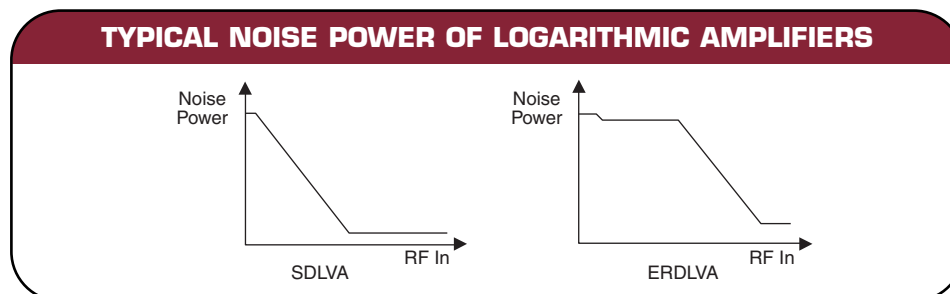 TYPICAL NOISE POWER OF LOGARITHMIC AMPLIFIERS
Noise
Power
RF In
SDLVA
Noise
Power
RF In
ERDLVA